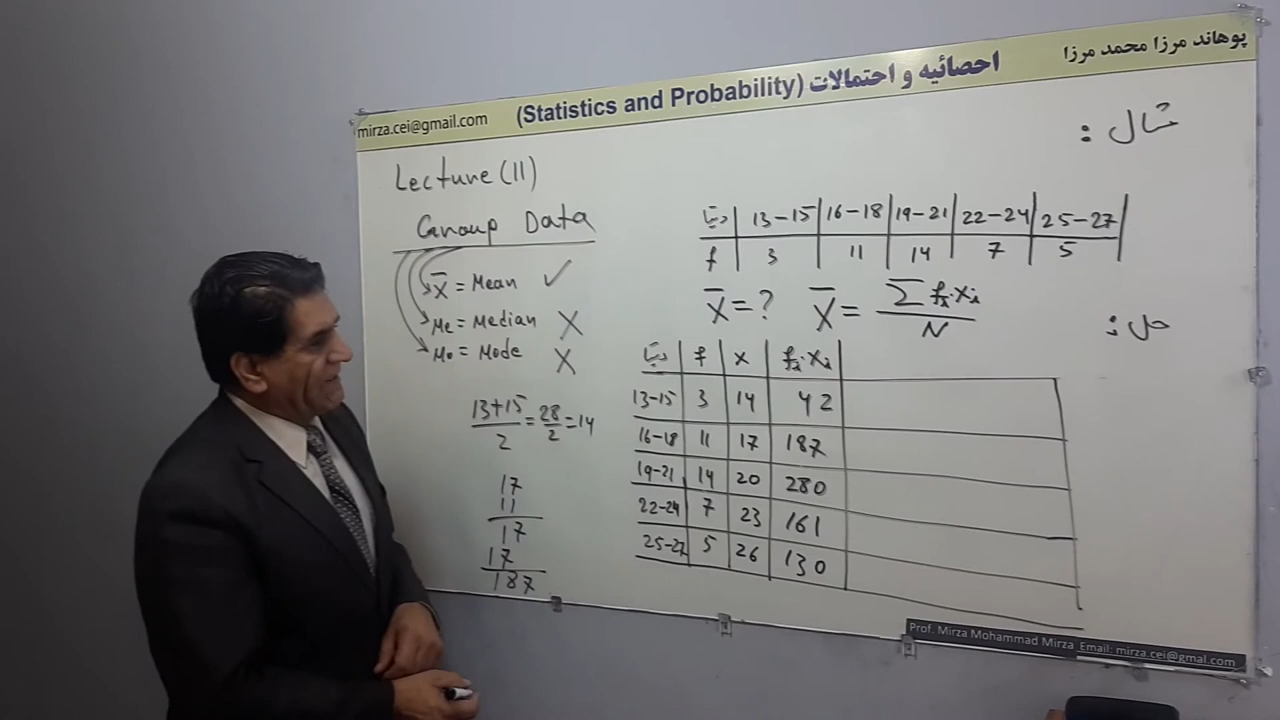 پوهاند مرزا محمد مرزا
احصائیه و احتمالات (Statistics and Probability)
mirza.cei@gmail.com
Lecture (11)
Group Data
X̄ = Mean ✓
Me = Median X
Mo = Mode X
13+15/2 = 28/2 = 14
17
11
17
17
187
مثال :
13-15 | 16-18 | 19-21 | 22-24 | 25-27
f | 3 | 11 | 14 | 7 | 5
X̄ = ? X̄ = Σ fi·Xi / N
حل :
f | X | fi·Xi
13-15 | 3 | 14 | 42
16-18 | 11 | 17 | 187
19-21 | 14 | 20 | 280
22-24 | 7 | 23 | 161
25-27 | 5 | 26 | 130
Prof. Mirza Mohammad Mirza Email: mirza.cei@gmal.com